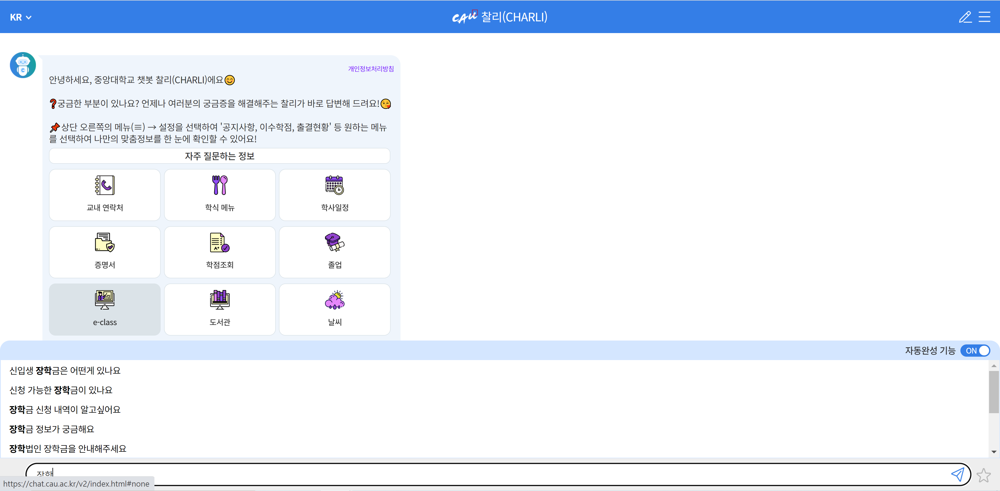 KR
CAU 찰리(CHARLI)
개인정보처리방침
안녕하세요, 중앙대학교 챗봇 찰리(CHARLI)에요😊
❓궁금한 부분이 있나요? 언제나 여러분의 궁금증을 해결해주는 찰리가 바로 답변해 드려요!😘
📌상단 오른쪽의 메뉴(≡) → 설정을 선택하여 '공지사항, 이수학점, 출결현황' 등 원하는 메뉴
를 선택하여 나만의 맞춤정보를 한 눈에 확인할 수 있어요!
자주 질문하는 정보
교내 연락처
학식 메뉴
학사일정
증명서
학점조회
졸업
e-class
도서관
날씨
자동완성 기능 ON
신입생 장학금은 어떤게 있나요
신청 가능한 장학금이 있나요
장학금 신청 내역이 알고싶어요
장학금 정보가 궁금해요
장학법인 장학금을 안내해주세요
장학
https://chat.cau.ac.kr/v2/index.html#none